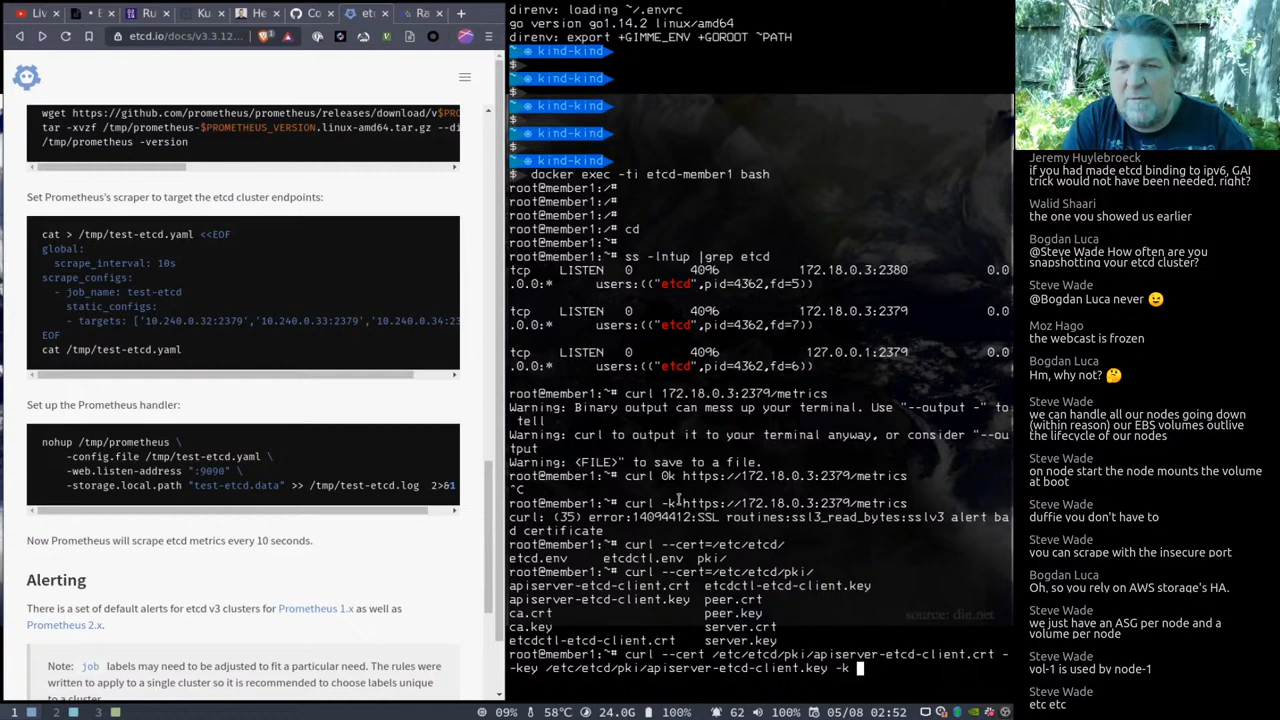 Liv
B
Ru
Ku
He
Co
etc
Ra
etcd.io/docs/v3.3.12...
wget https://github.com/prometheus/prometheus/releases/download/v$PRO
tar -xvzf /tmp/prometheus-$PROMETHEUS_VERSION.linux-amd64.tar.gz --di
/tmp/prometheus -version
Set Prometheus's scraper to target the etcd cluster endpoints:
cat > /tmp/test-etcd.yaml <<EOF
global:
scrape_interval: 10s
scrape_configs:
- job_name: test-etcd
static_configs:
- targets: ['10.240.0.32:2379','10.240.0.33:2379','10.240.0.34:23
EOF
cat /tmp/test-etcd.yaml
Set up the Prometheus handler:
nohup /tmp/prometheus \
-config.file /tmp/test-etcd.yaml \
-web.listen-address ":9090" \
-storage.local.path "test-etcd.data" >> /tmp/test-etcd.log 2>&1
Now Prometheus will scrape etcd metrics every 10 seconds.
Alerting
There is a set of default alerts for etcd v3 clusters for Prometheus 1.x as well as
Prometheus 2.x.
Note: job labels may need to be adjusted to fit a particular need. The rules were
written to apply to a single cluster so it is recommended to choose labels unique
to a cluster.
direnv: loading ~/.envrc
go version go1.14.2 linux/amd64
direnv: export +GIMME_ENV +GOROOT ~PATH
~ ⎈ kind-kind
$
~ ⎈ kind-kind
$
~ ⎈ kind-kind
$
~ ⎈ kind-kind
$
~ ⎈ kind-kind
$ docker exec -ti etcd-member1 bash
root@member1:/#
root@member1:/#
root@member1:/#
root@member1:/# cd
root@member1:~#
root@member1:~# ss -lntup |grep etcd
tcp LISTEN 0 4096 172.18.0.3:2380 0.0
.0.0:* users:(("etcd",pid=4362,fd=5))
tcp LISTEN 0 4096 172.18.0.3:2379 0.0
.0.0:* users:(("etcd",pid=4362,fd=7))
tcp LISTEN 0 4096 127.0.0.1:2379 0.0
.0.0:* users:(("etcd",pid=4362,fd=6))
root@member1:~# curl 172.18.0.3:2379/metrics
Warning: Binary output can mess up your terminal. Use "--output -" to
tell
Warning: curl to output it to your terminal anyway, or consider "--ou
tput
Warning: <FILE>" to save to a file.
root@member1:~# curl 0k https://172.18.0.3:2379/metrics
^C
root@member1:~# curl -k https://172.18.0.3:2379/metrics
curl: (35) error:14094412:SSL routines:ssl3_read_bytes:sslv3 alert ba
d certificate
root@member1:~# curl --cert=/etc/etcd/
etcd.env etcdctl.env pki/
root@member1:~# curl --cert=/etc/etcd/pki/
apiserver-etcd-client.crt etcdctl-etcd-client.key
apiserver-etcd-client.key peer.crt
ca.crt peer.key
ca.key server.crt
etcdctl-etcd-client.crt server.key
root@member1:~# curl --cert /etc/etcd/pki/apiserver-etcd-client.crt -
-key /etc/etcd/pki/apiserver-etcd-client.key -k
source: din.net
Jeremy Huylebroeck
if you had made etcd binding to ipv6, GAI
trick would not have been needed, right?
Walid Shaari
the one you showed us earlier
Bogdan Luca
@Steve Wade How often are you
snapshotting your etcd cluster?
Steve Wade
@Bogdan Luca never 😉
Moz Hago
the webcast is frozen
Bogdan Luca
Hm, why not? 🤔
Steve Wade
we can handle all our nodes going down
(within reason) our EBS volumes outlive
the lifecycle of our nodes
Steve Wade
on node start the node mounts the volume
at boot
Steve Wade
duffie you don't have to
Steve Wade
you can scrape with the insecure port
Bogdan Luca
Oh, so you rely on AWS storage's HA.
Steve Wade
we just have an ASG per node and a
volume per node
Steve Wade
vol-1 is used by node-1
Steve Wade
etc etc
1 2 3 09% 58°C 24.0G 100% 62 100% 05/08 02:52